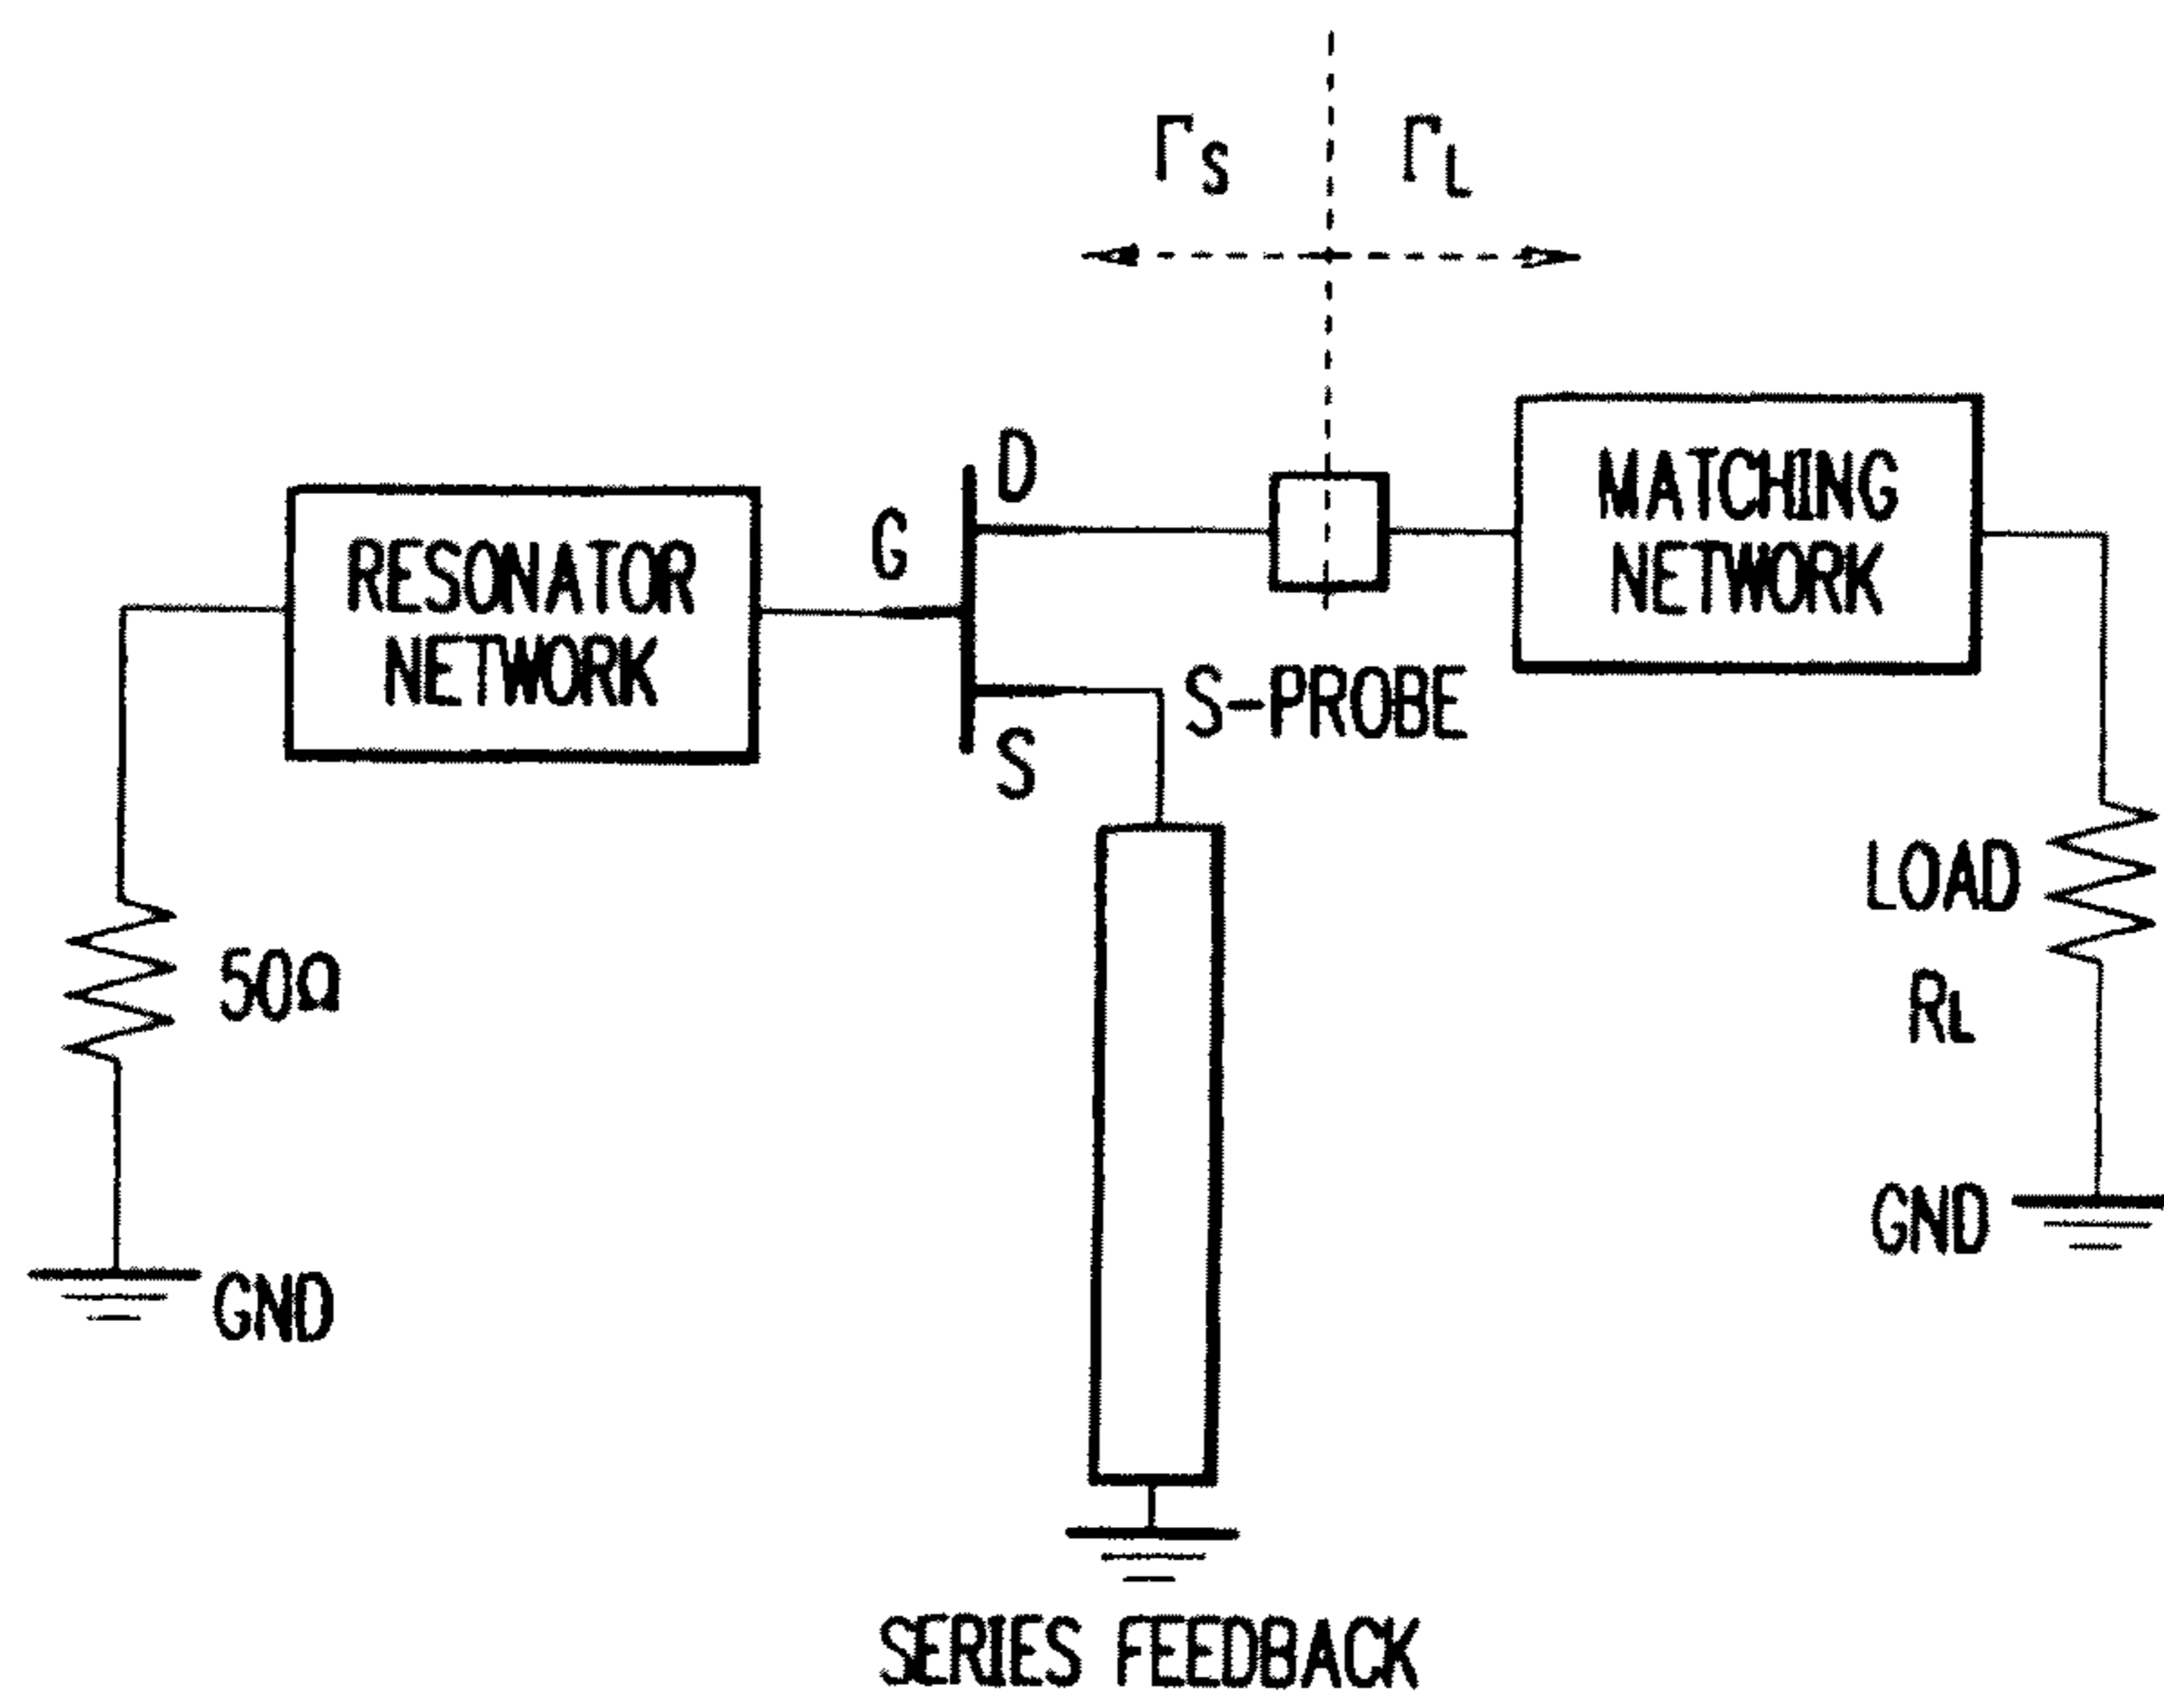 ΓS
ΓL
D
G
RESONATOR
NETWORK
MATCHING
NETWORK
S-PROBE
S
LOAD
RL
50Ω
GND
GND
SERIES FEEDBACK